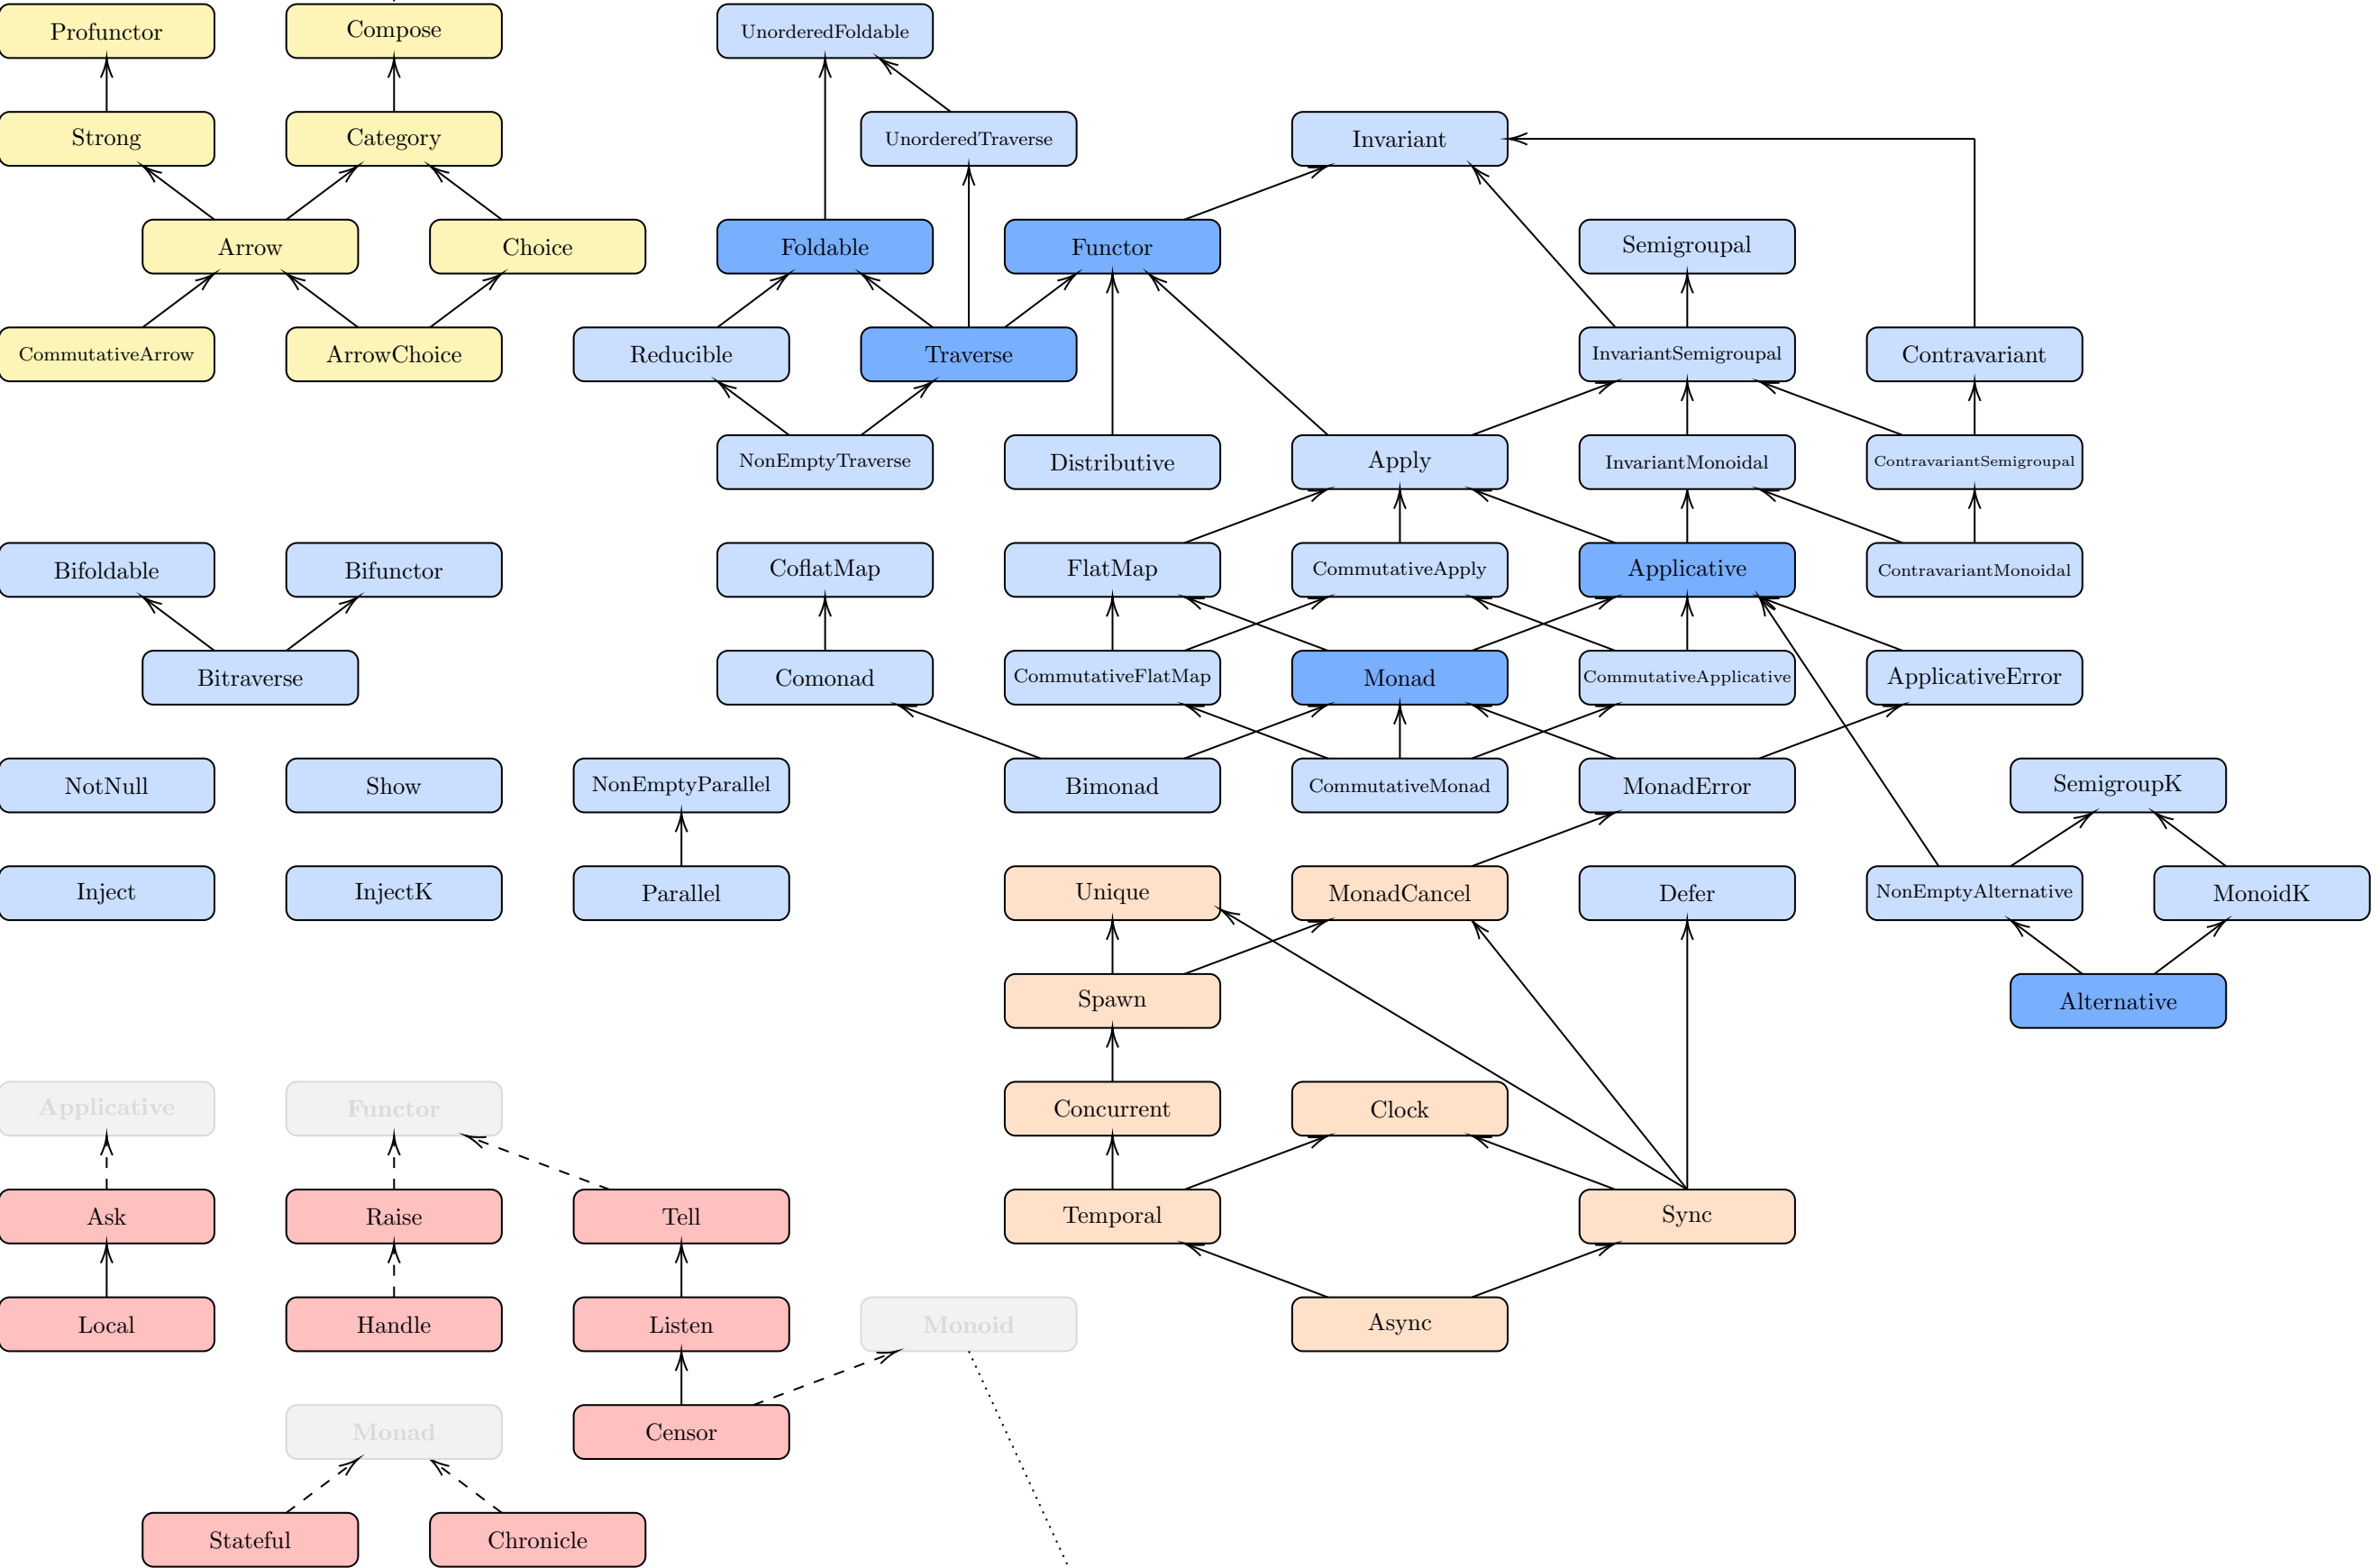 Profunctor
Compose
UnorderedFoldable
Strong
Category
UnorderedTraverse
Invariant
Arrow
Choice
Foldable
Functor
Semigroupal
CommutativeArrow
ArrowChoice
Reducible
Traverse
InvariantSemigroupal
Contravariant
NonEmptyTraverse
Distributive
Apply
InvariantMonoidal
ContravariantSemigroupal
Bifoldable
Bifunctor
CoflatMap
FlatMap
CommutativeApply
Applicative
ContravariantMonoidal
Bitraverse
Comonad
CommutativeFlatMap
Monad
CommutativeApplicative
ApplicativeError
NotNull
Show
NonEmptyParallel
Bimonad
CommutativeMonad
MonadError
SemigroupK
Inject
InjectK
Parallel
Unique
MonadCancel
Defer
NonEmptyAlternative
MonoidK
Spawn
Alternative
Applicative
Functor
Concurrent
Clock
Ask
Raise
Tell
Temporal
Sync
Local
Handle
Listen
Monoid
Async
Monad
Censor
Stateful
Chronicle